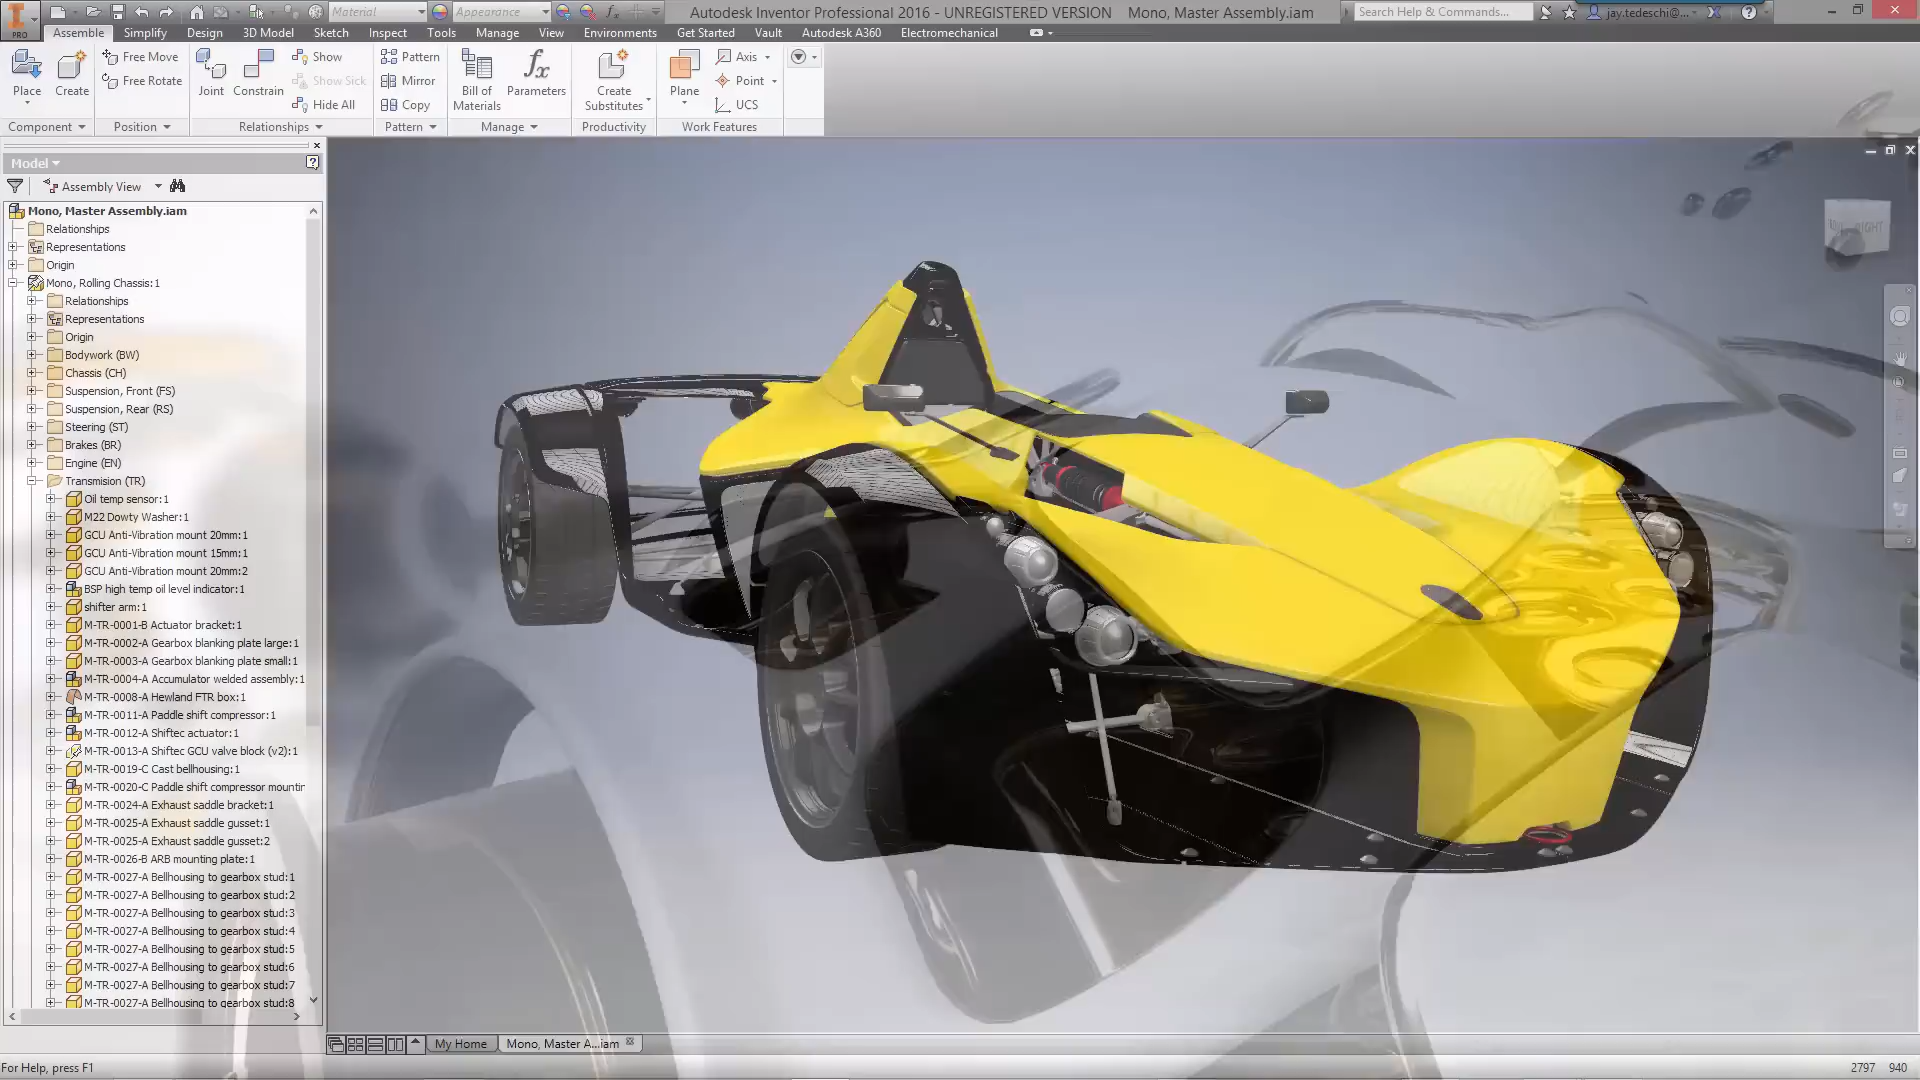 Material
Appearance
Autodesk Inventor Professional 2016 - UNREGISTERED VERSION Mono, Master Assembly.iam
Search Help & Commands...
jay.tedeschi@...
PRO
Assemble Simplify Design 3D Model Sketch Inspect Tools Manage View Environments Get Started Vault Autodesk A360 Electromechanical
Place
Create
Free Move
Free Rotate
Joint
Constrain
Show
Show Sick
Hide All
Pattern
Mirror
Copy
Bill of
Materials
Parameters
Create
Substitutes
Plane
Axis
Point
UCS
Component
Position
Relationships
Pattern
Manage
Productivity
Work Features
Model
Assembly View
Mono, Master Assembly.iam
Relationships
Representations
Origin
Mono, Rolling Chassis:1
Relationships
Representations
Origin
Bodywork (BW)
Chassis (CH)
Suspension, Front (FS)
Suspension, Rear (RS)
Steering (ST)
Brakes (BR)
Engine (EN)
Transmision (TR)
Oil temp sensor:1
M22 Dowty Washer:1
GCU Anti-Vibration mount 20mm:1
GCU Anti-Vibration mount 15mm:1
GCU Anti-Vibration mount 20mm:2
BSP high temp oil level indicator:1
shifter arm:1
M-TR-0001-B Actuator bracket:1
M-TR-0002-A Gearbox blanking plate large:1
M-TR-0003-A Gearbox blanking plate small:1
M-TR-0004-A Accumulator welded assembly:1
M-TR-0008-A Hewland FTR box:1
M-TR-0011-A Paddle shift compressor:1
M-TR-0012-A Shiftec actuator:1
M-TR-0013-A Shiftec GCU valve block (v2):1
M-TR-0019-C Cast bellhousing:1
M-TR-0020-C Paddle shift compressor mountin
M-TR-0024-A Exhaust saddle bracket:1
M-TR-0025-A Exhaust saddle gusset:1
M-TR-0025-A Exhaust saddle gusset:2
M-TR-0026-B ARB mounting plate:1
M-TR-0027-A Bellhousing to gearbox stud:1
M-TR-0027-A Bellhousing to gearbox stud:2
M-TR-0027-A Bellhousing to gearbox stud:3
M-TR-0027-A Bellhousing to gearbox stud:4
M-TR-0027-A Bellhousing to gearbox stud:5
M-TR-0027-A Bellhousing to gearbox stud:6
M-TR-0027-A Bellhousing to gearbox stud:7
M-TR-0027-A Bellhousing to gearbox stud:8
My Home
Mono, Master A...iam
For Help, press F1
2797 940